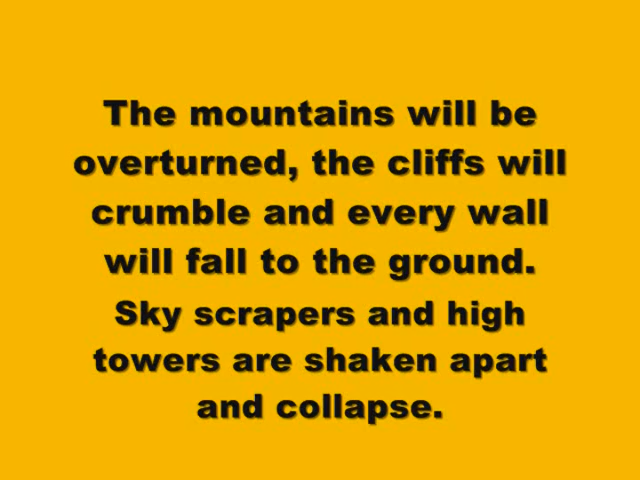 The mountains will be
overturned, the cliffs will
crumble and every wall
will fall to the ground.
Sky scrapers and high
towers are shaken apart
and collapse.